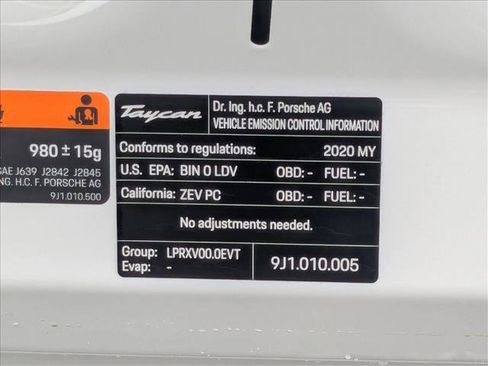 980 ± 15g
SAE J639 J2842 J2845
ING. H.C. F. PORSCHE AG
9J1.010.500
Taycan
Dr. Ing. h.c. F. Porsche AG
VEHICLE EMISSION CONTROL INFORMATION
Conforms to regulations: 2020 MY
U.S. EPA: BIN 0 LDV OBD: - FUEL: -
California: ZEV PC OBD: - FUEL: -
No adjustments needed.
Group: LPRXV00.0EVT
Evap: -
9J1.010.005